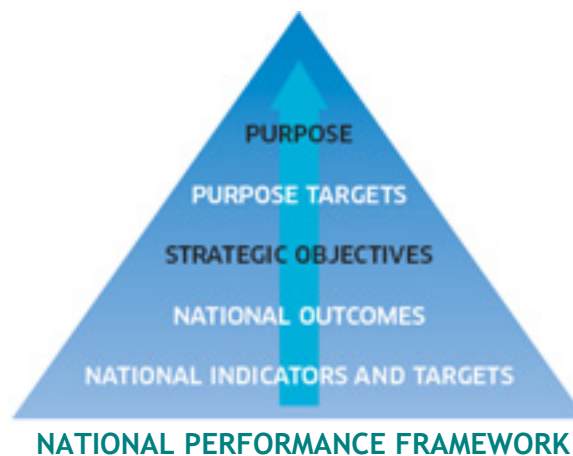 PURPOSE
PURPOSE TARGETS
STRATEGIC OBJECTIVES
NATIONAL OUTCOMES
NATIONAL INDICATORS AND TARGETS
NATIONAL PERFORMANCE FRAMEWORK